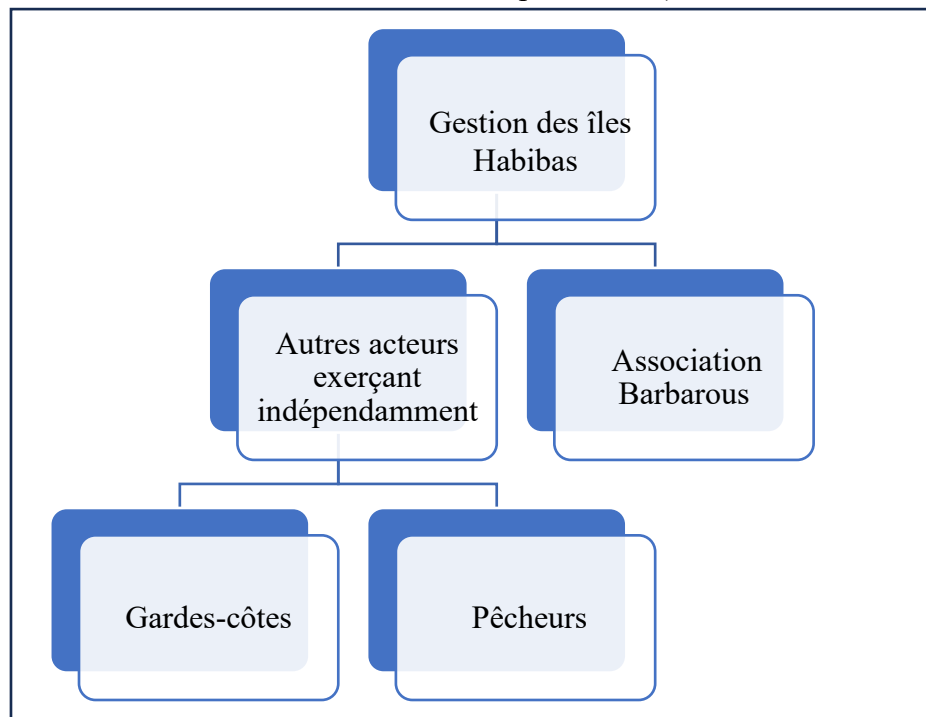 Gestion des îles
Habibas
Autres acteurs
exerçant
indépendamment
Association
Barbarous
Gardes-côtes
Pêcheurs